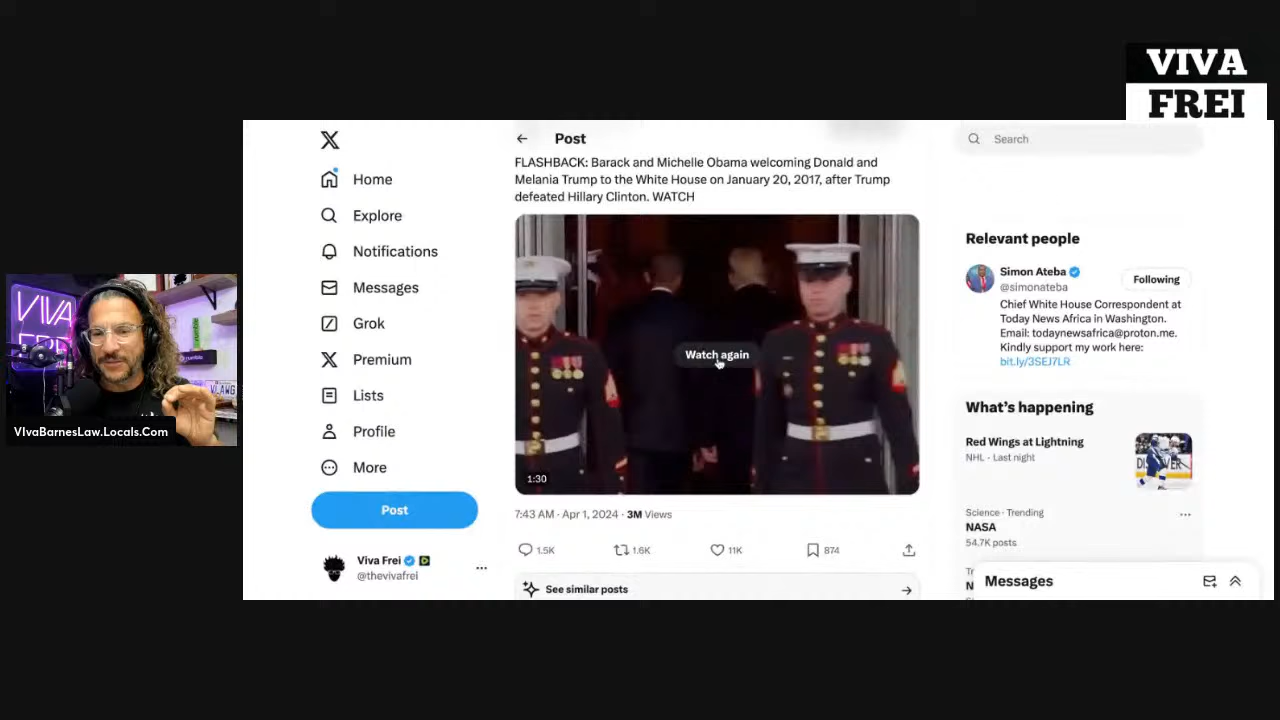 VIVA
FREI
VIVA
VlvaBarnesLaw.Locals.Com
Home
Explore
Notifications
Messages
Grok
Premium
Lists
Profile
More
Post
Viva Frei
@thevivafrei
Post
FLASHBACK: Barack and Michelle Obama welcoming Donald and
Melania Trump to the White House on January 20, 2017, after Trump
defeated Hillary Clinton. WATCH
Watch again
1:30
7:43 AM · Apr 1, 2024 · 3M Views
1.5K 1.6K 11K 874
See similar posts
Search
Relevant people
Simon Ateba
@simonateba
Following
Chief White House Correspondent at
Today News Africa in Washington.
Email: todaynewsafrica@proton.me.
Kindly support my work here:
bit.ly/3SEJ7LR
What's happening
Red Wings at Lightning
NHL · Last night
Science · Trending
NASA
54.7K posts
Messages